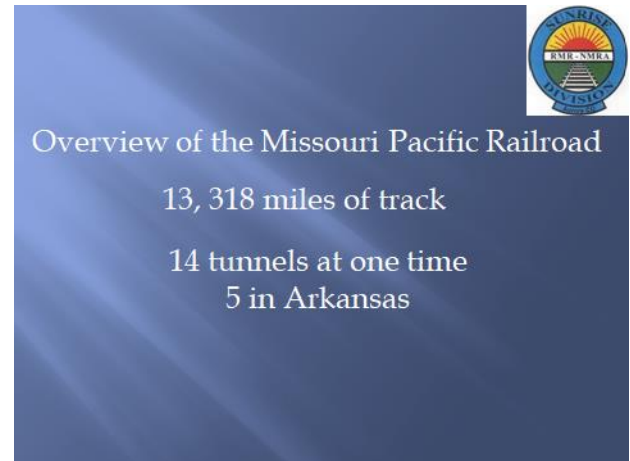 SUNRISE
RMR-NMRA
DIVISION
Overview of the Missouri Pacific Railroad
13, 318 miles of track
14 tunnels at one time
5 in Arkansas